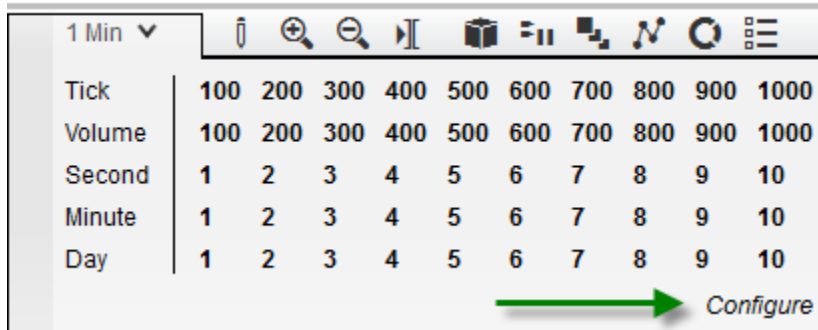 1 Min
Tick 100 200 300 400 500 600 700 800 900 1000
Volume 100 200 300 400 500 600 700 800 900 1000
Second 1 2 3 4 5 6 7 8 9 10
Minute 1 2 3 4 5 6 7 8 9 10
Day 1 2 3 4 5 6 7 8 9 10
Configure